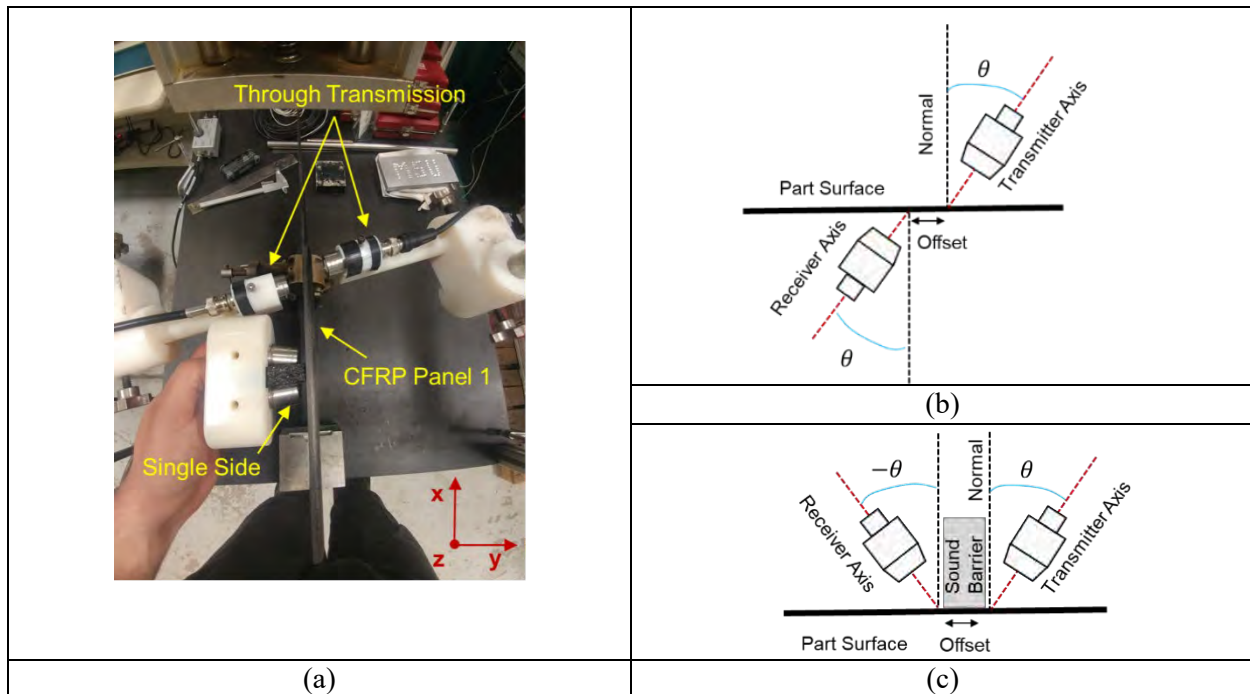 Through Transmission
CFRP Panel 1
Single Side
x
z
y
(a)
θ
Normal
Transmitter Axis
Part Surface
Offset
Receiver Axis
θ
(b)
−θ
Normal
θ
Receiver Axis
Sound
Barrier
Transmitter Axis
Part Surface
Offset
(c)